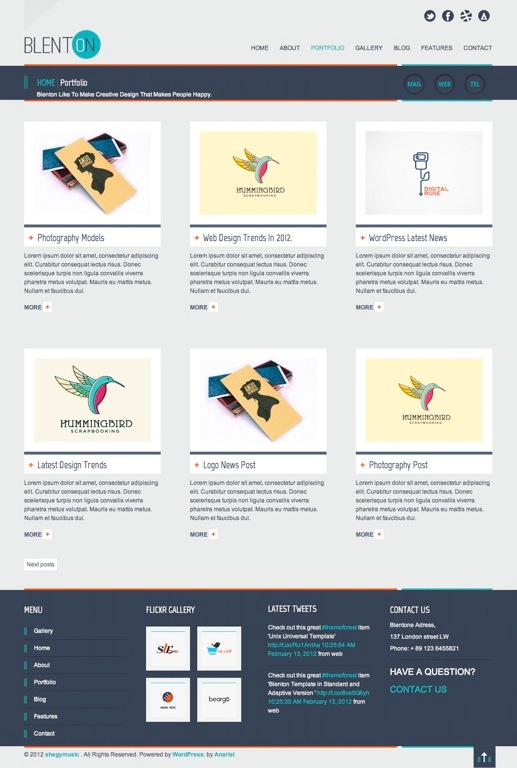 BLENTON
HOME ABOUT PORTFOLIO GALLERY BLOG FEATURES CONTACT
HOME | Portfolio
Blenton Like To Make Creative Design That Makes People Happy.
MAIL WEB TEL
HUMMINGBIRD
SCRAPBOOKING
DIGITAL
ROSE
+ Photography Models
Lorem ipsum dolor sit amet, consectetur adipiscing
elit. Curabitur consequat lectus risus. Donec
scelerisque turpis non ligula convallis viverra
pharetra metus tempus. Mauris eu mattis metus.
Nullam et faucibus dui.
MORE +
+ Web Design Trends In 2012.
Lorem ipsum dolor sit amet, consectetur adipiscing
elit. Curabitur consequat lectus risus. Donec
scelerisque turpis non ligula convallis viverra
pharetra metus tempus. Mauris eu mattis metus.
Nullam et faucibus dui.
MORE +
+ WordPress Latest News
Lorem ipsum dolor sit amet, consectetur adipiscing
elit. Curabitur consequat lectus risus. Donec
scelerisque turpis non ligula convallis viverra
pharetra metus tempus. Mauris eu mattis metus.
Nullam et faucibus dui.
MORE +
HUMMINGBIRD
SCRAPBOOKING
HUMMINGBIRD
SCRAPBOOKING
+ Latest Design Trends
Lorem ipsum dolor sit amet, consectetur adipiscing
elit. Curabitur consequat lectus risus. Donec
scelerisque turpis non ligula convallis viverra
pharetra metus tempus. Mauris eu mattis metus.
Nullam et faucibus dui.
MORE +
+ Logo News Post
Lorem ipsum dolor sit amet, consectetur adipiscing
elit. Curabitur consequat lectus risus. Donec
scelerisque turpis non ligula convallis viverra
pharetra metus tempus. Mauris eu mattis metus.
Nullam et faucibus dui.
MORE +
+ Photography Post
Lorem ipsum dolor sit amet, consectetur adipiscing
elit. Curabitur consequat lectus risus. Donec
scelerisque turpis non ligula convallis viverra
pharetra metus tempus. Mauris eu mattis metus.
Nullam et faucibus dui.
MORE +
Next posts
MENU
Gallery
Home
About
Portfolio
Blog
Features
Contact
FLICKR GALLERY
beargo
LATEST TWEETS
Check out this great #themeforest item
'Unix Universal Template'
10:28:54 AM
February 13, 2012 from web
Check out this great #themeforest item
'Blenton Template in Standard and
Adaptive Version '
10:25:35 AM February 13, 2012 from
web
CONTACT US
Blentone Adress,
137 London street LW
Phone: + 89 123 6455821
HAVE A QUESTION?
CONTACT US
© 2012 shegymusic . All Rights Reserved. Powered by WordPress. by Anariel